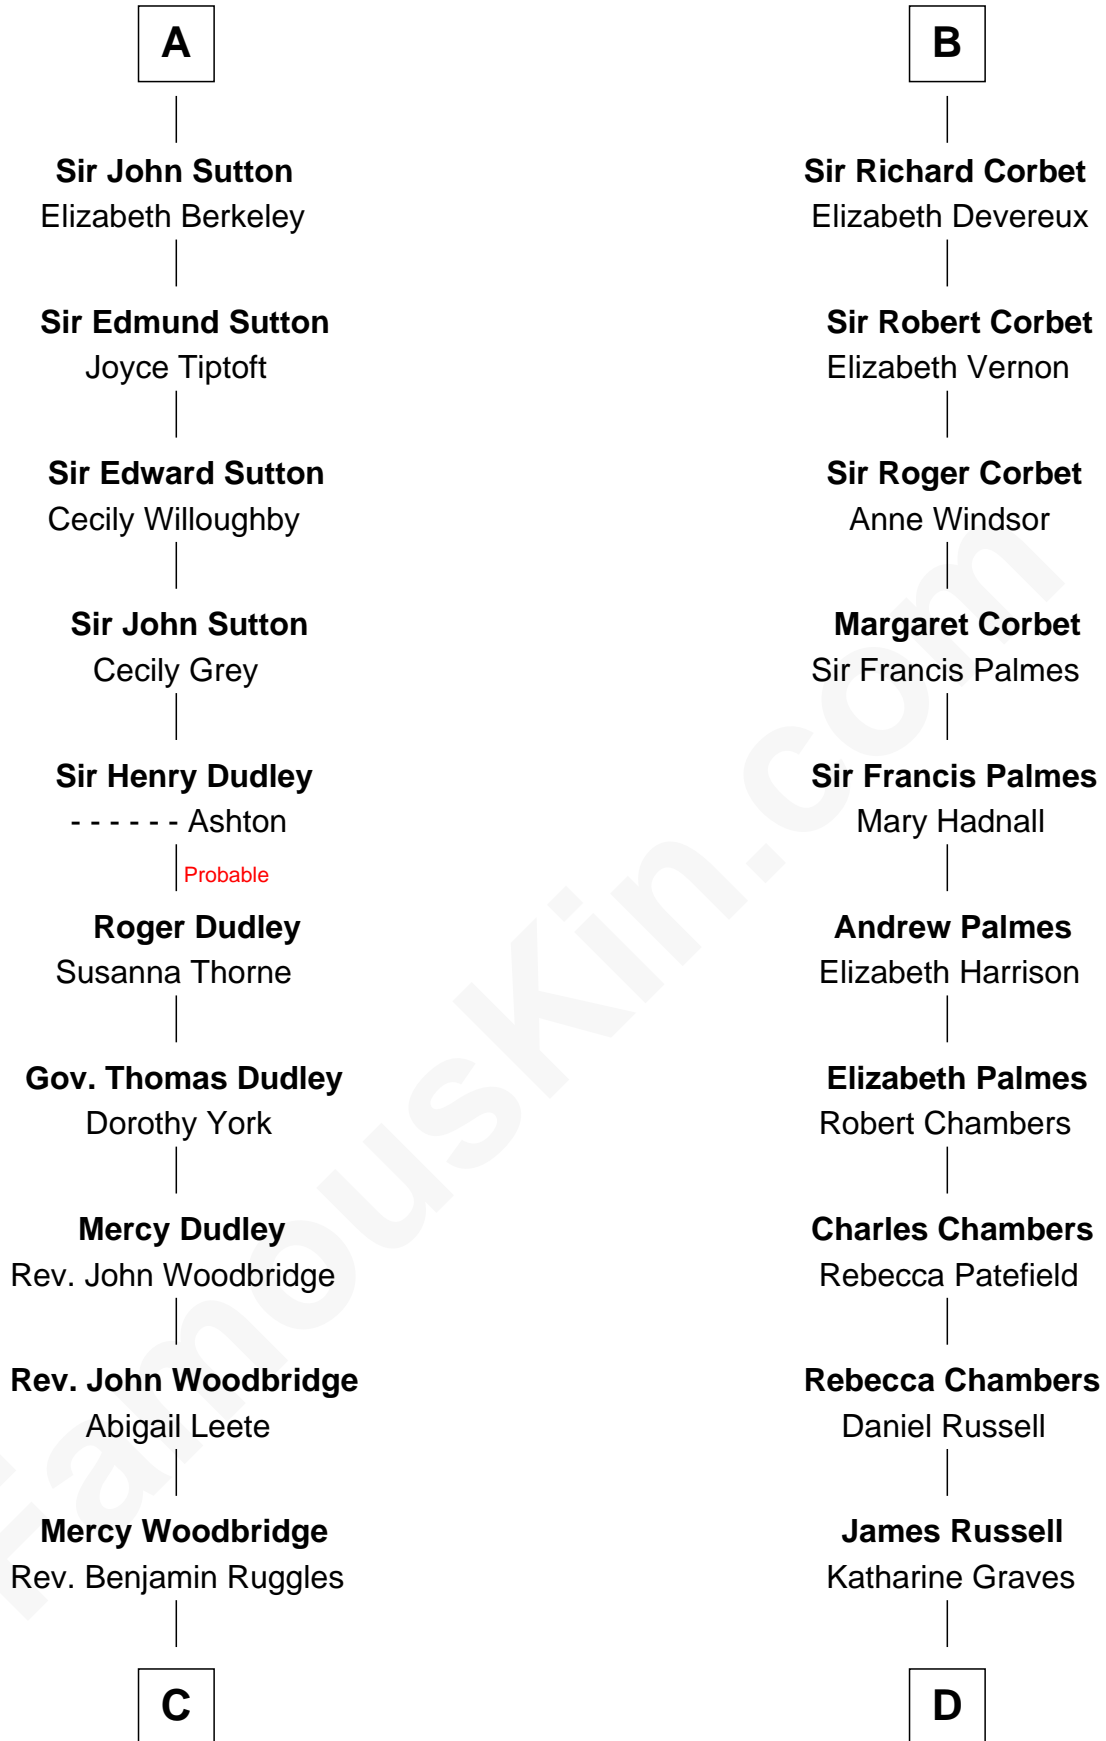 A
Sir John Sutton
Elizabeth Berkeley
Sir Edmund Sutton
Joyce Tiptoft
Sir Edward Sutton
Cecily Willoughby
Sir John Sutton
Cecily Grey
Sir Henry Dudley
- - - - - - Ashton
Probable
Roger Dudley
Susanna Thorne
Gov. Thomas Dudley
Dorothy York
Mercy Dudley
Rev. John Woodbridge
Rev. John Woodbridge
Abigail Leete
Mercy Woodbridge
Rev. Benjamin Ruggles
C
B
Sir Richard Corbet
Elizabeth Devereux
Sir Robert Corbet
Elizabeth Vernon
Sir Roger Corbet
Anne Windsor
Margaret Corbet
Sir Francis Palmes
Sir Francis Palmes
Mary Hadnall
Andrew Palmes
Elizabeth Harrison
Elizabeth Palmes
Robert Chambers
Charles Chambers
Rebecca Patefield
Rebecca Chambers
Daniel Russell
James Russell
Katharine Graves
D
FamousKin.com